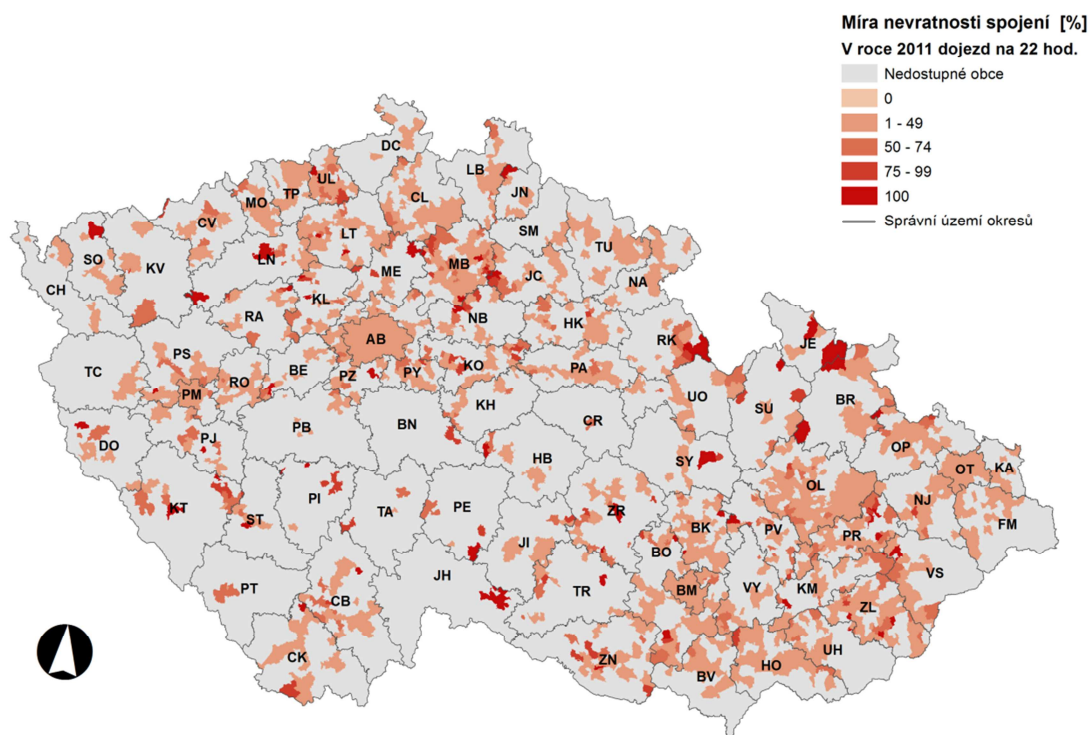 Míra nevratnosti spojení [%]
V roce 2011 dojezd na 22 hod.
Nedostupné obce
0
1 - 49
50 - 74
75 - 99
100
Správní území okresů
DC
LB
UL
TP
MO
JN
CL
CV
LT
SM
TU
SO
KV
LN
ME
MB
JC
NA
CH
KL
RA
NB
HK
RK
JE
AB
PS
TC
RO
BE
PZ
PY
KO
PA
PM
KH
UO
SU
BR
DO
PJ
PB
BN
CR
OP
HB
SY
OT
KA
OL
KT
ST
PI
TA
PE
ZR
BK
PV
NJ
FM
PR
JI
BO
JH
TR
BM
VY
KM
VS
PT
CB
ZL
CK
ZN
UH
HO
BV